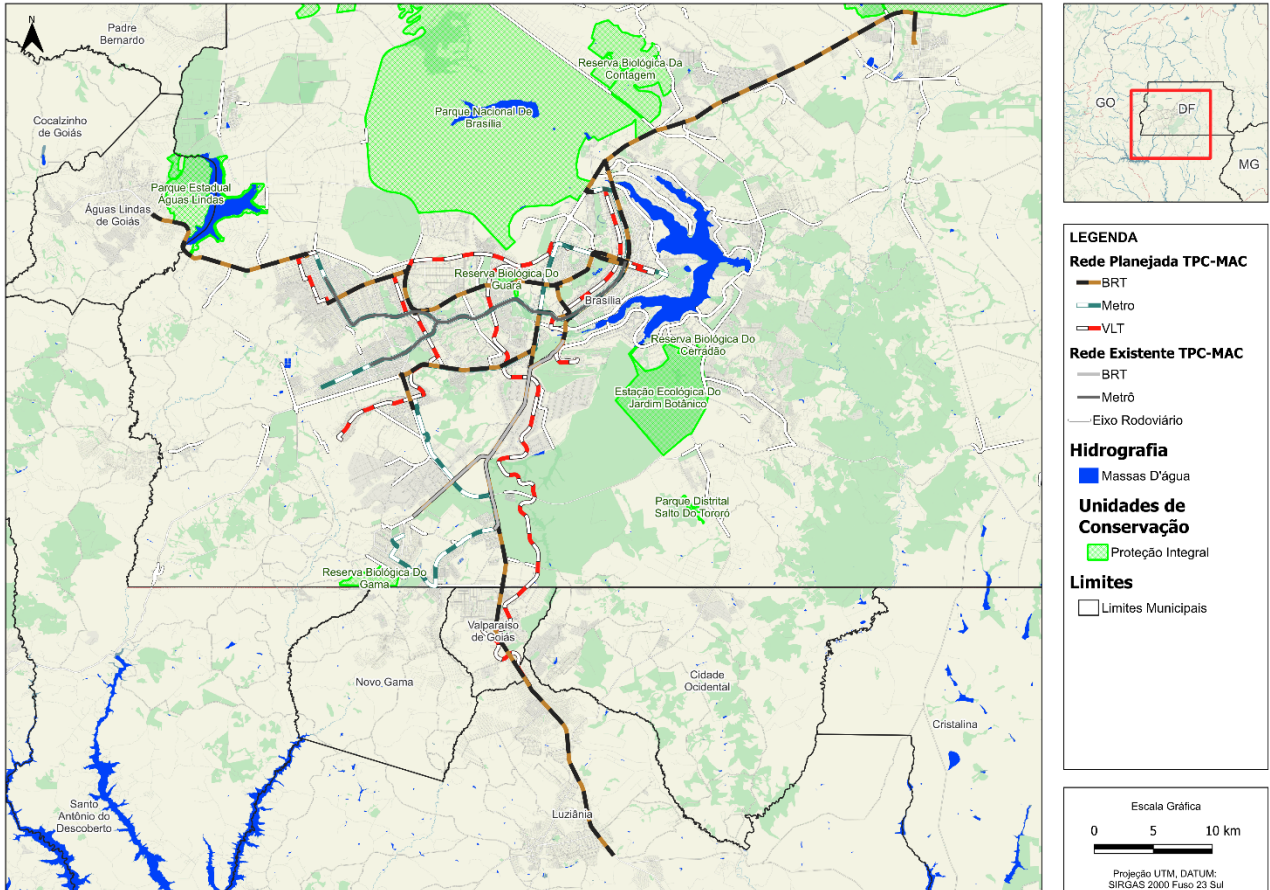 N
Padre
Bernardo
Cocalzinho
de Goiás
Reserva Biológica Da
Contagem
Parque Nacional De
Brasília
Parque Estadual
Águas Lindas
Águas Lindas
de Goiás
Reserva Biológica Do
Guará
Brasília
Reserva Biológica Do
Cerradão
Estação Ecológica Do
Jardim Botânico
Parque Distrital
Salto Do Tororó
Reserva Biológica Do
Gama
Valparaíso
de Goiás
Novo Gama
Cidade
Ocidental
Cristalina
Santo
Antônio do
Descoberto
Luziânia
GO
DF
MG
LEGENDA
Rede Planejada TPC-MAC
BRT
Metro
VLT
Rede Existente TPC-MAC
BRT
Metrô
Eixo Rodoviário
Hidrografia
Massas D'água
Unidades de
Conservação
Proteção Integral
Limites
Limites Municipais
Escala Gráfica
0 5 10 km
Projeção UTM, DATUM:
SIRGAS 2000 Fuso 23 Sul